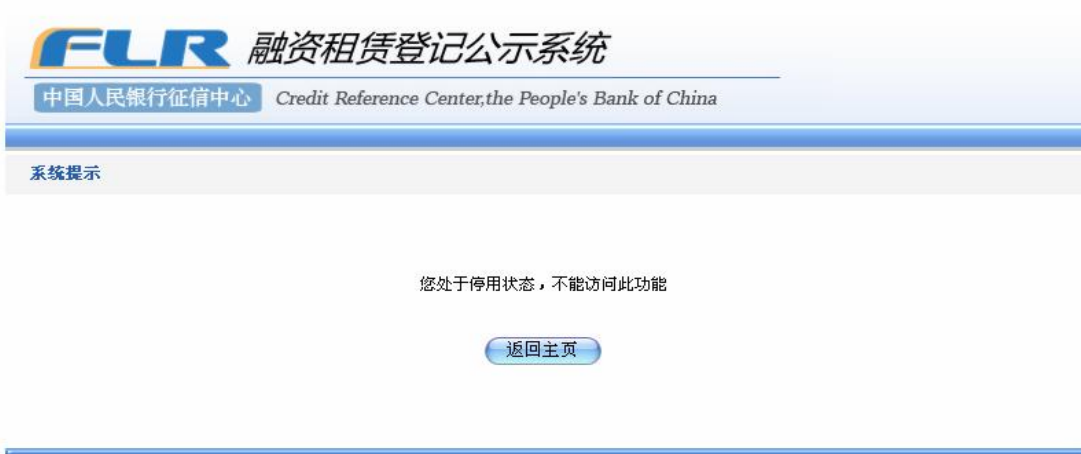 FLR 融资租赁登记公示系统
中国人民银行征信中心 Credit Reference Center,the People's Bank of China
系统提示
您处于停用状态，不能访问此功能
返回主页